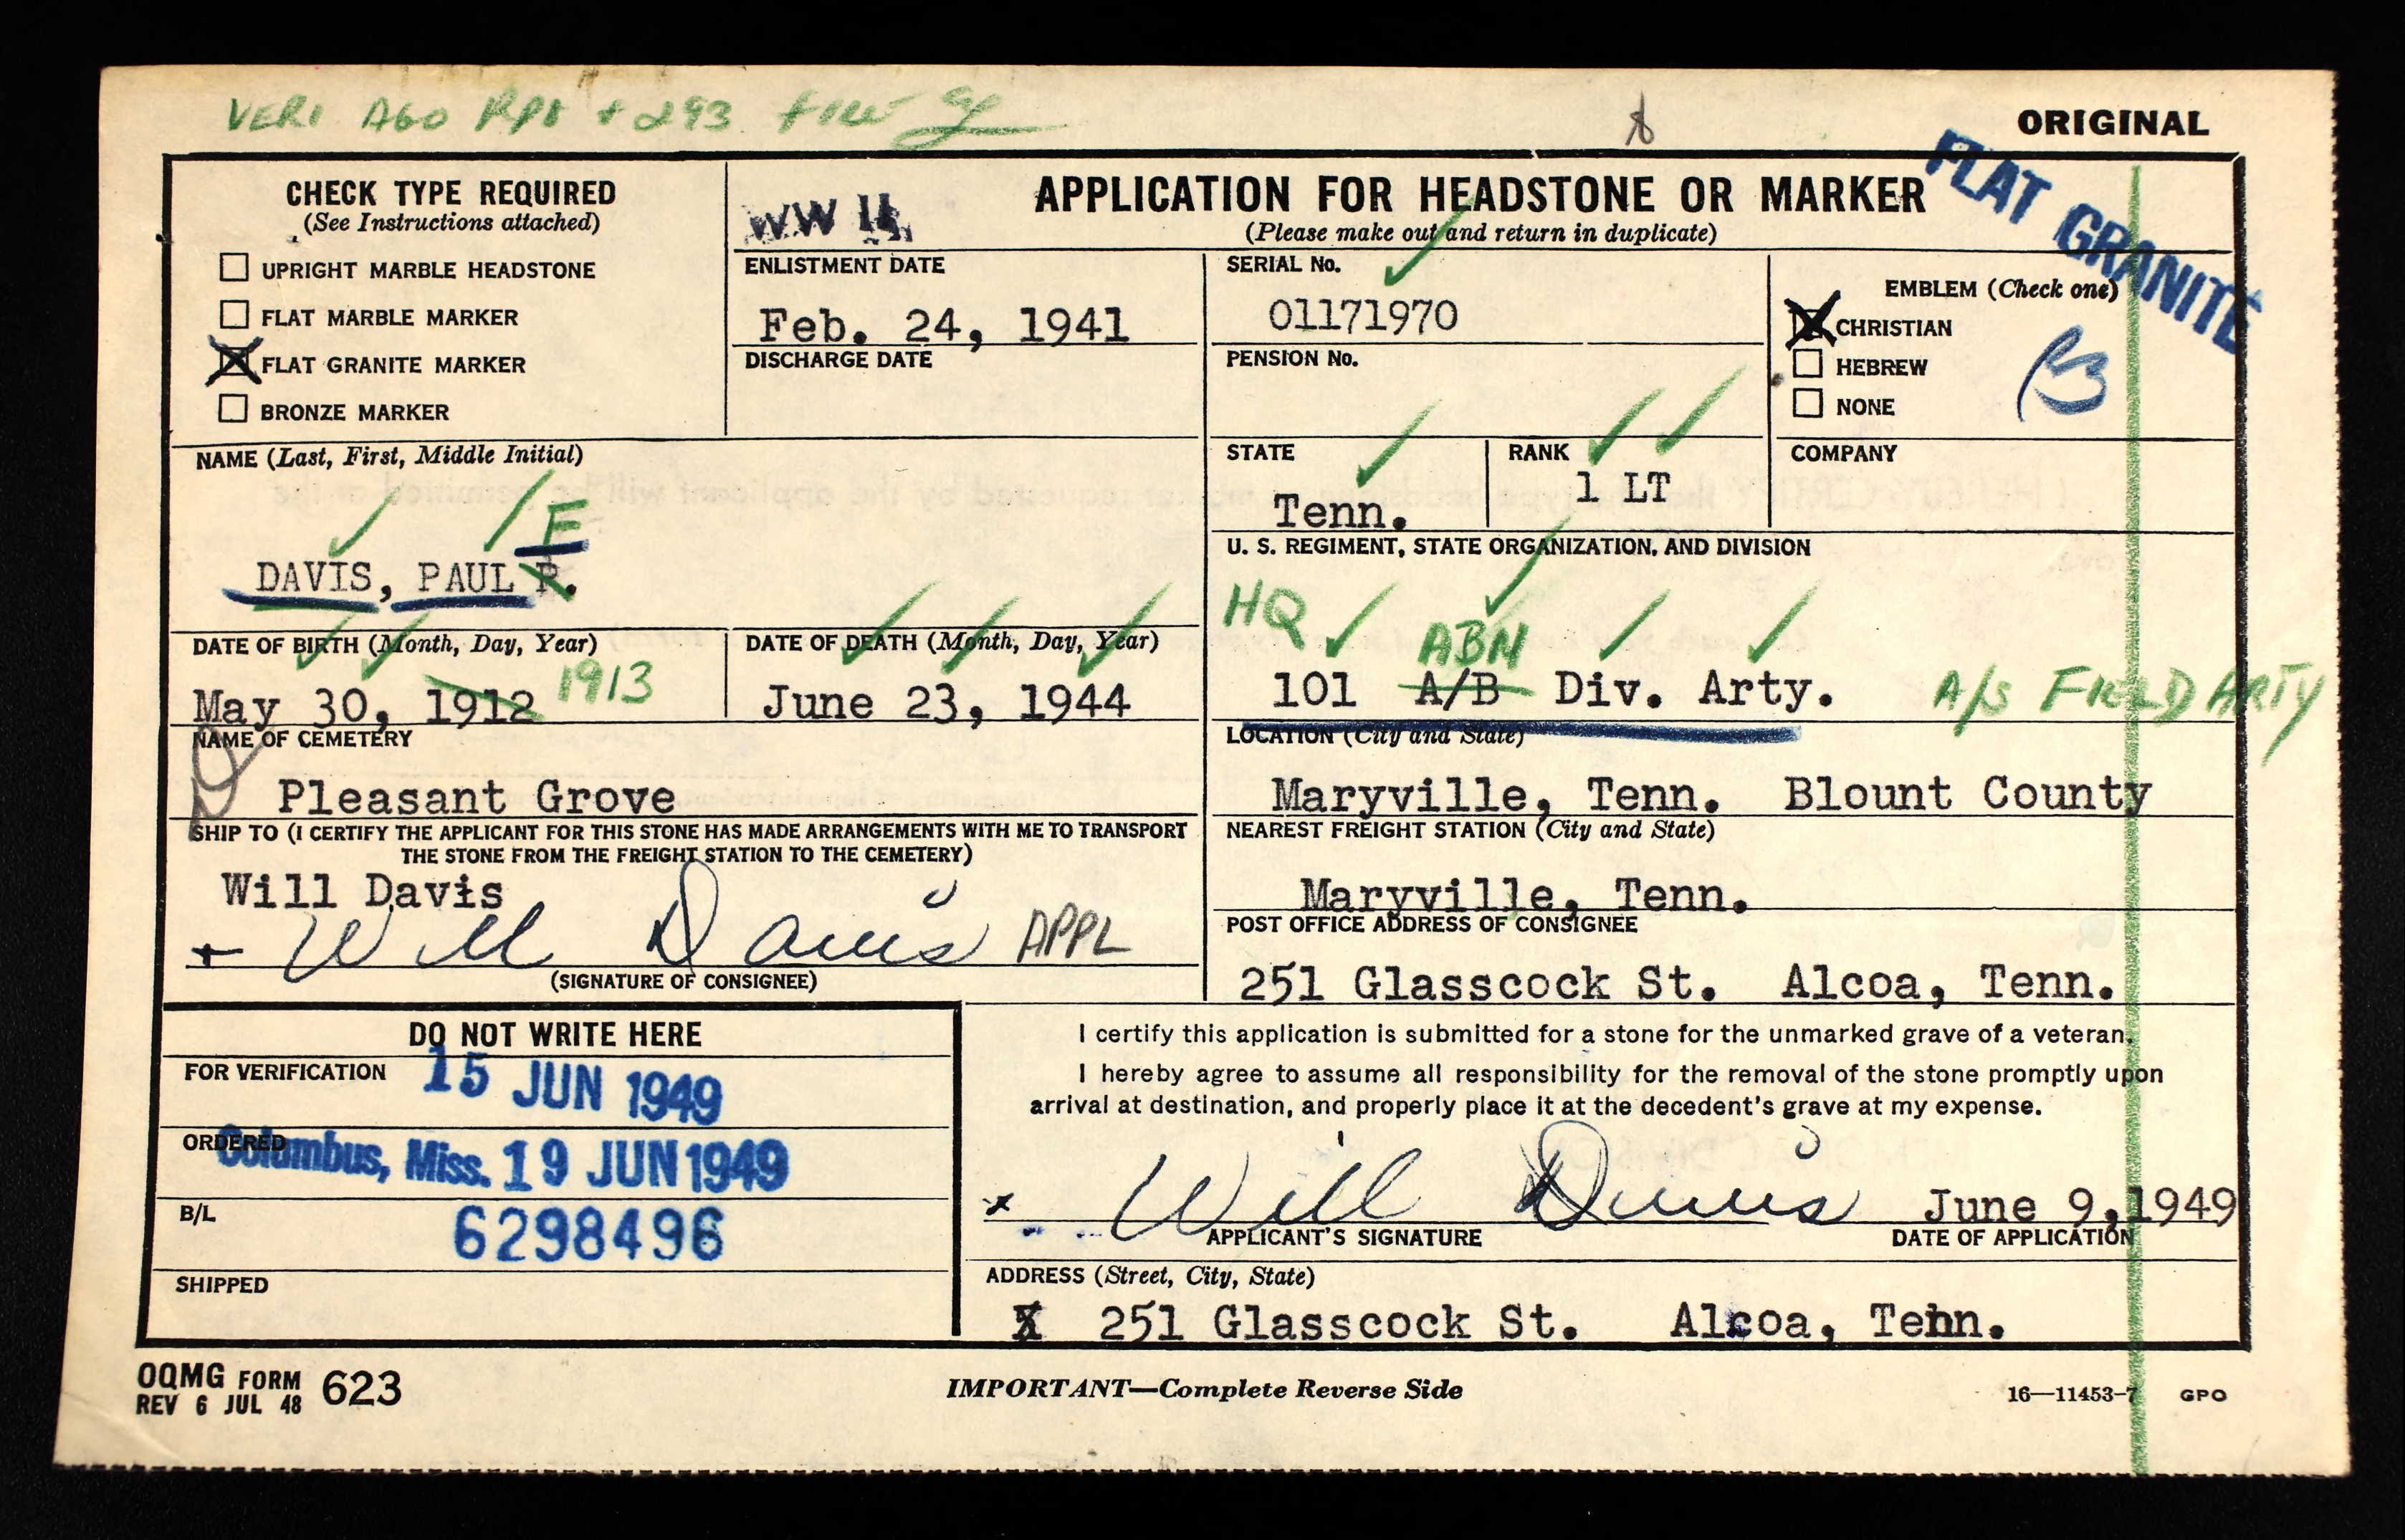 VERI AGO RPT + 293 FILE
ORIGINAL
CHECK TYPE REQUIRED
(See Instructions attached)
UPRIGHT MARBLE HEADSTONE
FLAT MARBLE MARKER
FLAT GRANITE MARKER
BRONZE MARKER
WW II
APPLICATION FOR HEADSTONE OR MARKER
(Please make out and return in duplicate)
FLAT GRANITE
ENLISTMENT DATE
Feb. 24, 1941
DISCHARGE DATE
SERIAL No.
01171970
PENSION No.
EMBLEM (Check one)
CHRISTIAN
HEBREW
NONE
NAME (Last, First, Middle Initial)
F
DAVIS, PAUL P.
STATE
Tenn.
RANK
1 LT
COMPANY
U. S. REGIMENT, STATE ORGANIZATION, AND DIVISION
HQ ABN
101 A/B Div. Arty. A/S FIELD ARTY
DATE OF BIRTH (Month, Day, Year)
May 30, 1912 1913
DATE OF DEATH (Month, Day, Year)
June 23, 1944
NAME OF CEMETERY
Pleasant Grove
LOCATION (City and State)
Maryville, Tenn. Blount County
SHIP TO (I CERTIFY THE APPLICANT FOR THIS STONE HAS MADE ARRANGEMENTS WITH ME TO TRANSPORT
THE STONE FROM THE FREIGHT STATION TO THE CEMETERY)
Will Davis
Will Davis APPL
(SIGNATURE OF CONSIGNEE)
NEAREST FREIGHT STATION (City and State)
Maryville, Tenn.
POST OFFICE ADDRESS OF CONSIGNEE
251 Glasscock St. Alcoa, Tenn.
DO NOT WRITE HERE
FOR VERIFICATION 15 JUN 1949
ORDERED Columbus, Miss. 19 JUN 1949
B/L 6298496
SHIPPED
I certify this application is submitted for a stone for the unmarked grave of a veteran.
I hereby agree to assume all responsibility for the removal of the stone promptly upon
arrival at destination, and properly place it at the decedent's grave at my expense.
x Will Davis June 9, 1949
APPLICANT'S SIGNATURE DATE OF APPLICATION
ADDRESS (Street, City, State)
251 Glasscock St. Alcoa, Tenn.
OQMG FORM 623
REV 6 JUL 48
IMPORTANT—Complete Reverse Side
16—11453-7 GPO